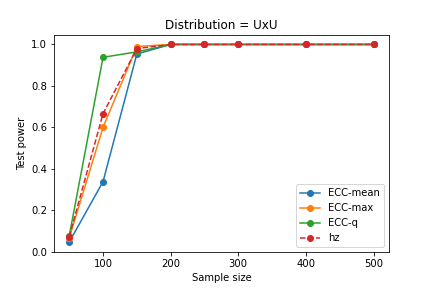 Distribution = UxU
Test power
1.0
0.8
0.6
0.4
0.2
0.0
ECC-mean
ECC-max
ECC-q
hz
100
200
300
400
500
Sample size